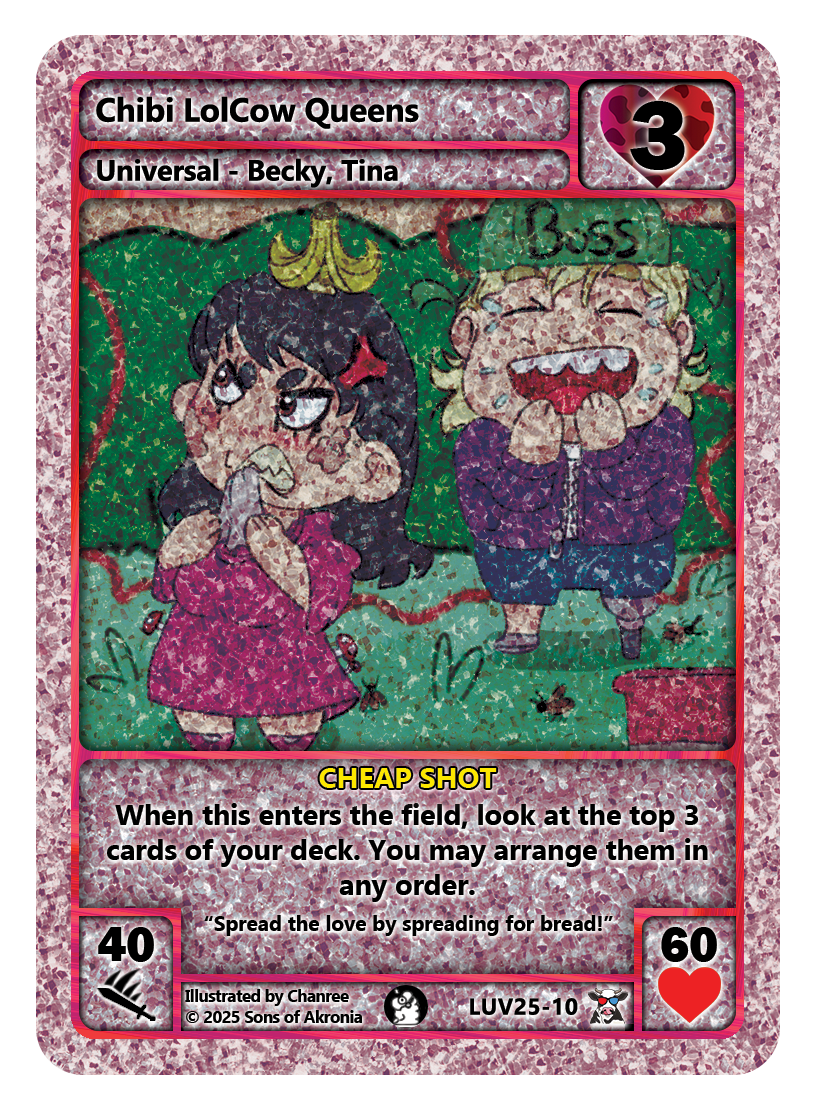 Chibi LolCow Queens
3
Universal - Becky, Tina
Buss
CHEAP SHOT
When this enters the field, look at the top 3
cards of your deck. You may arrange them in
any order.
“Spread the love by spreading for bread!”
40
60
Illustrated by Chanree
© 2025 Sons of Akronia
LUV25-10